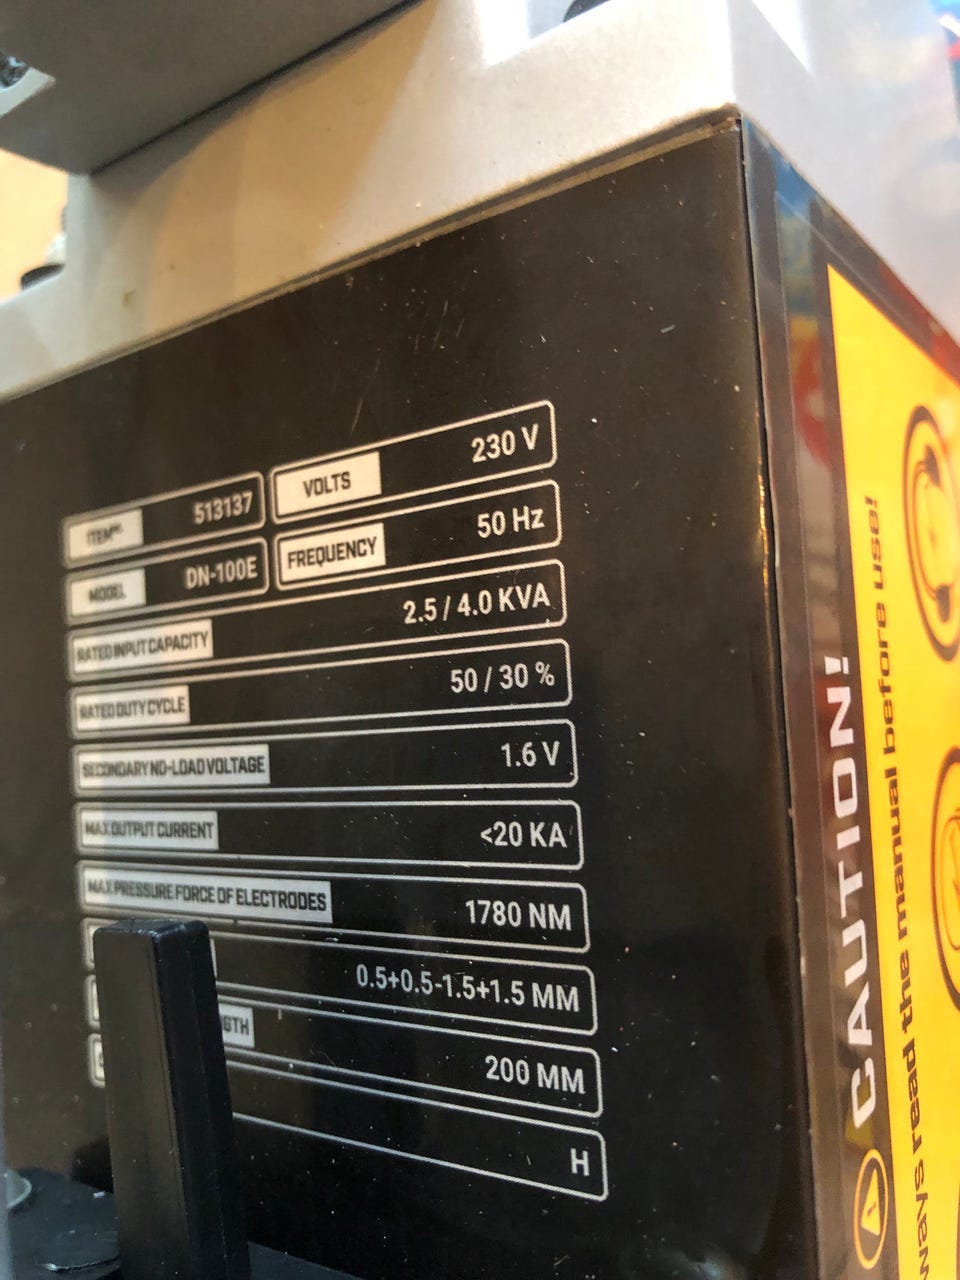 ITEM NO. 513137
VOLTS 230 V
MODEL DN-100E
FREQUENCY 50 Hz
RATED INPUT CAPACITY 2.5 / 4.0 KVA
RATED DUTY CYCLE 50 / 30 %
SECONDARY NO-LOAD VOLTAGE 1.6 V
MAX OUTPUT CURRENT <20 KA
MAX PRESSURE FORCE OF ELECTRODES 1780 NM
0.5+0.5-1.5+1.5 MM
GTH 200 MM
H
CAUTION!
ways read the manual before use!